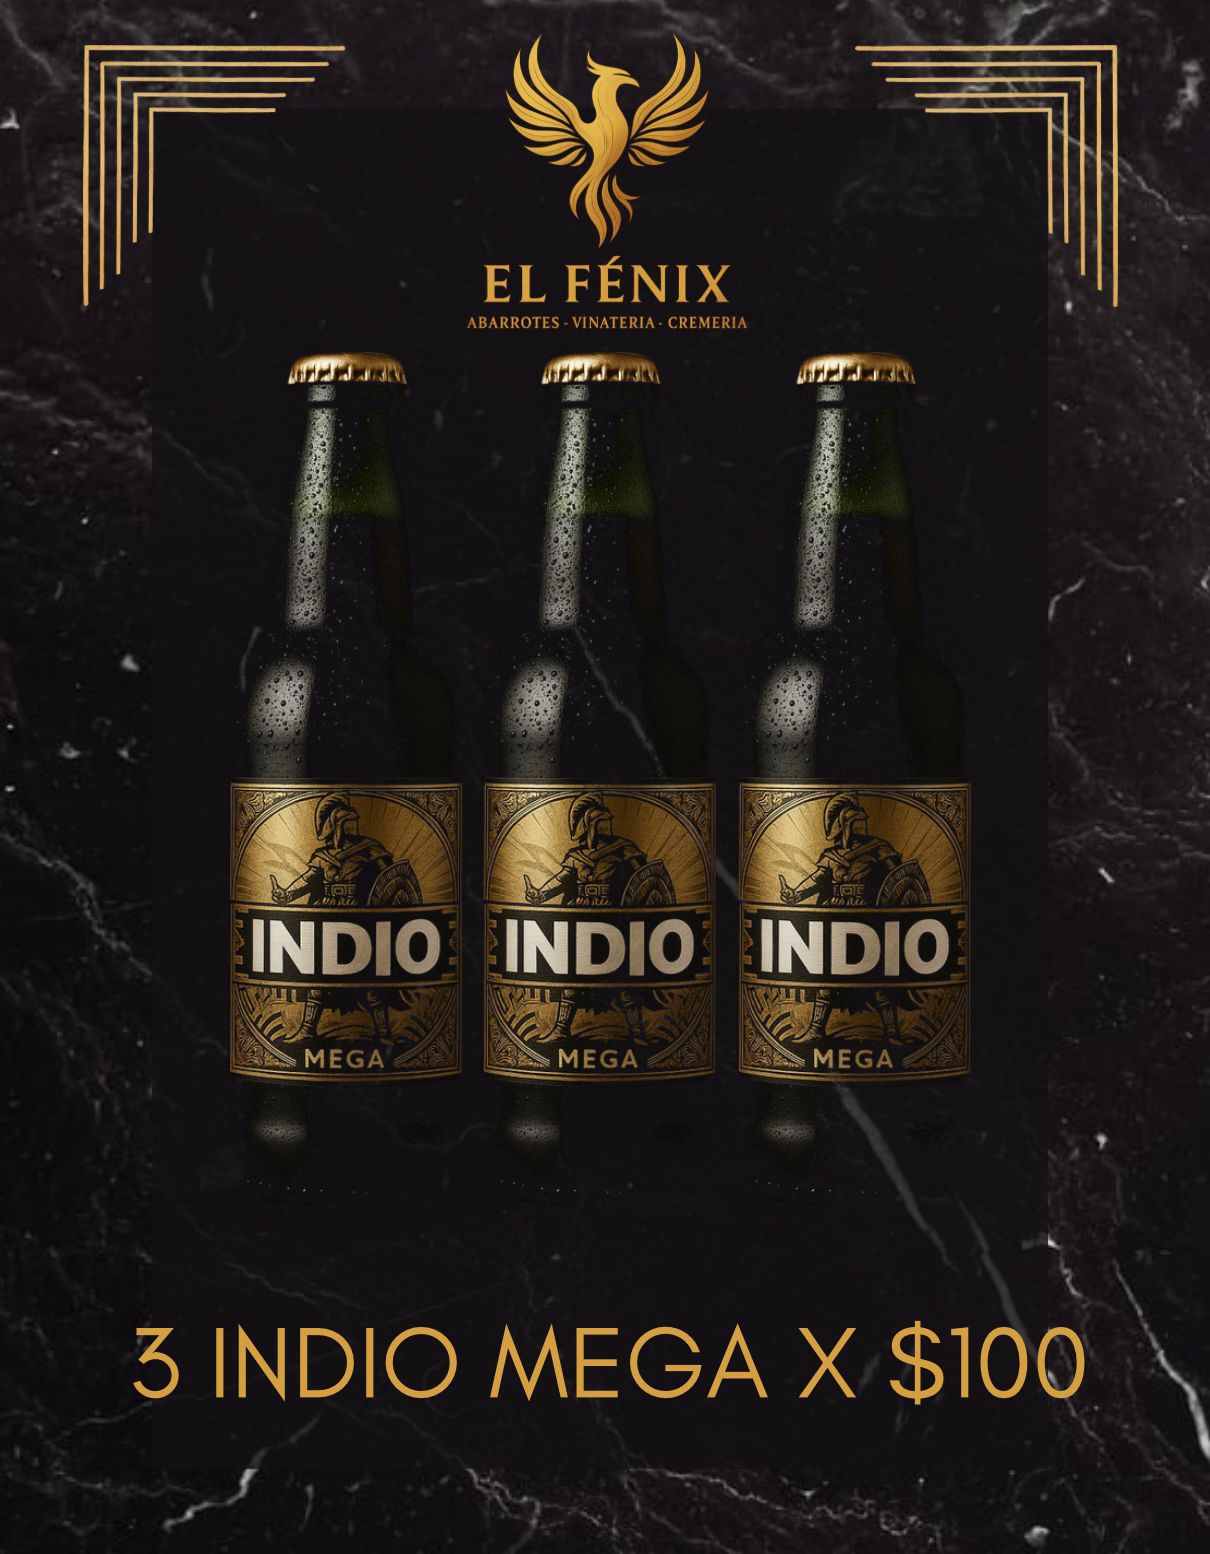 EL FÉNIX
ABARROTES - VINATERIA - CREMERIA
INDIO
MEGA
INDIO
MEGA
INDIO
MEGA
3 INDIO MEGA X $100